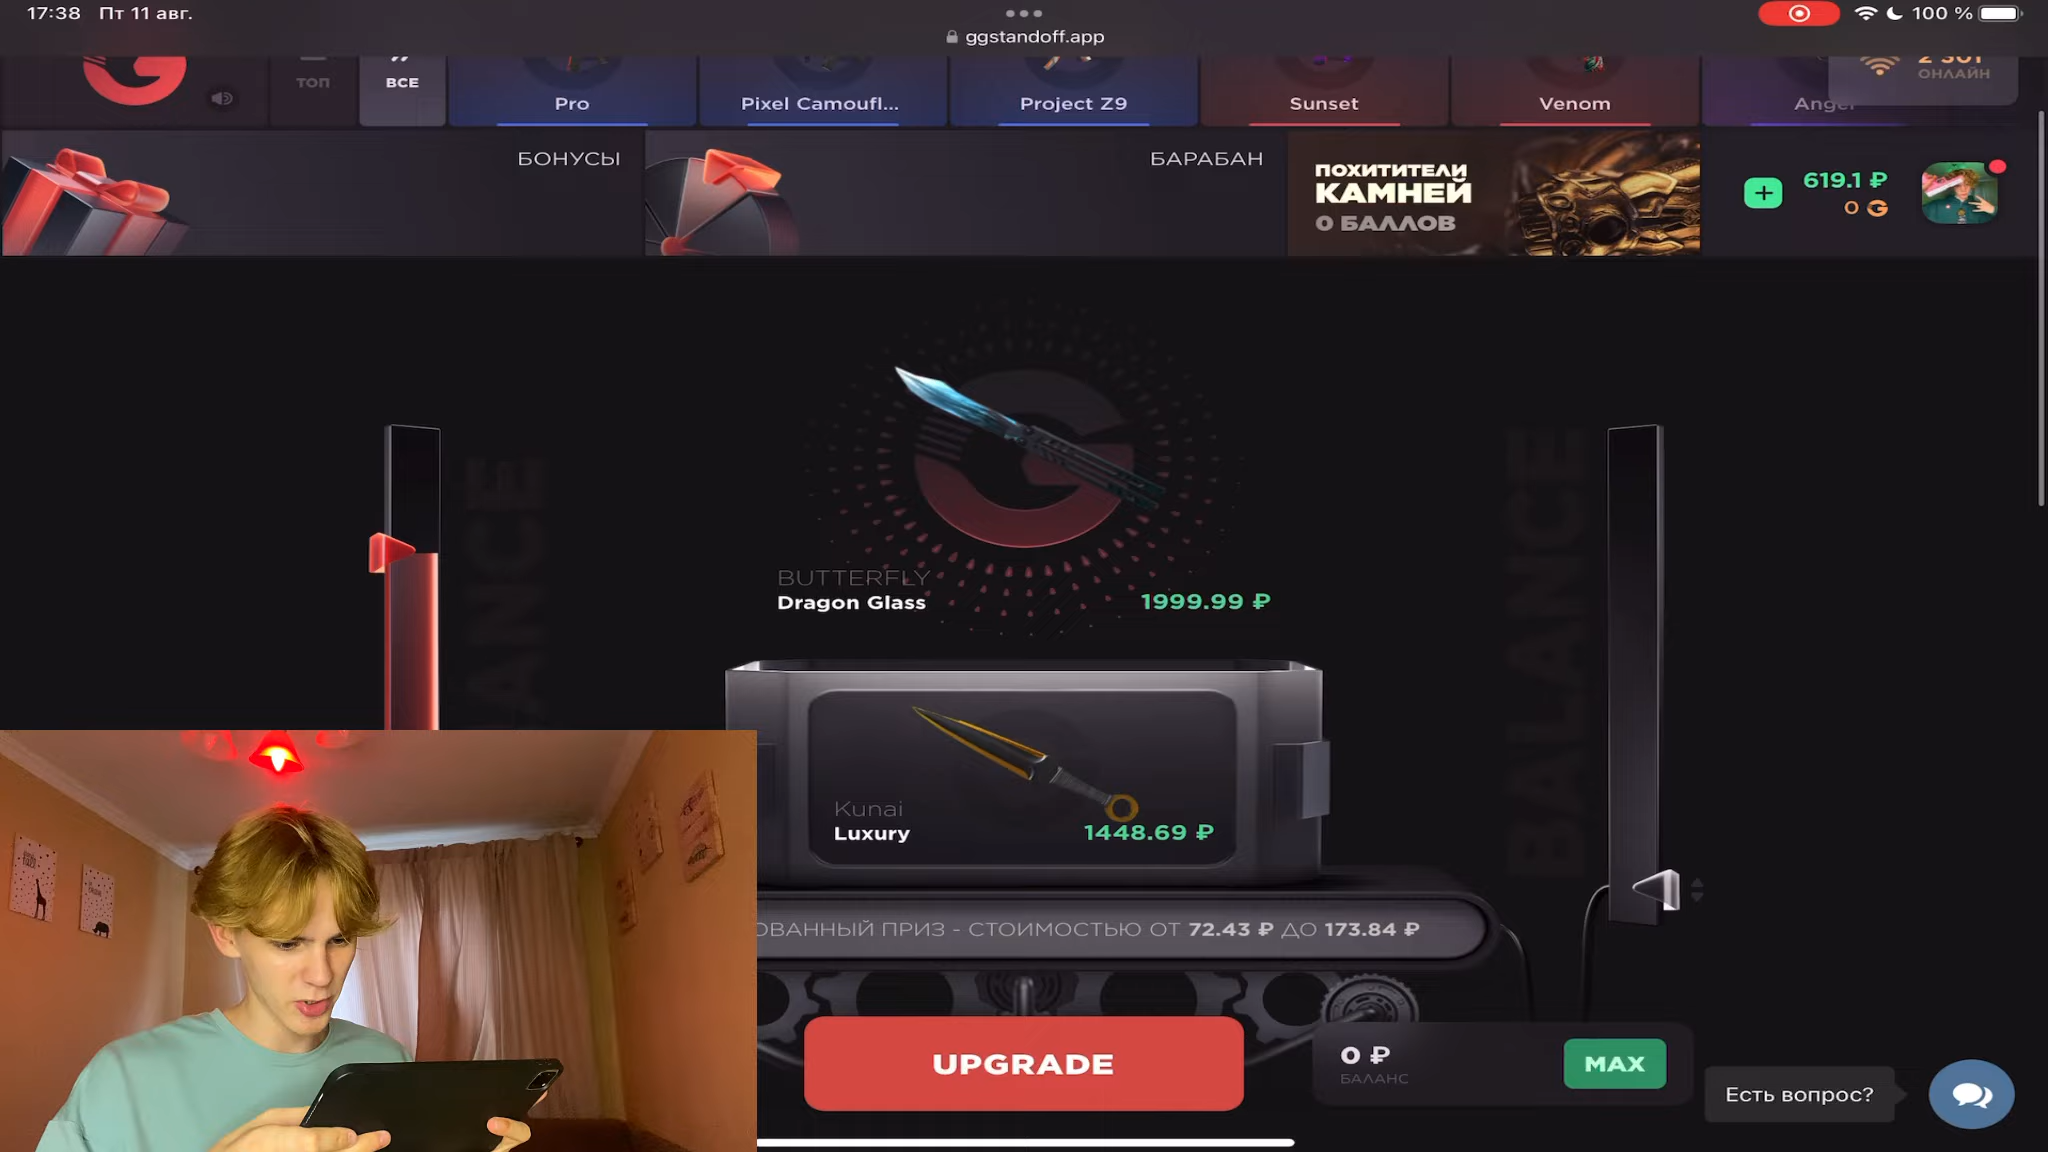 17:38 Пт 11 авг.
100 %
ggstandoff.app
ТОП
ВСЕ
Pro
Pixel Camoufl...
Project Z9
Sunset
Venom
ОНЛАЙН
БОНУСЫ
БАРАБАН
ПОХИТИТЕЛИ
КАМНЕЙ
0 БАЛЛОВ
619.1 ₽
0 G
BUTTERFLY
Dragon Glass
1999.99 ₽
BALANCE
Kunai
Luxury
1448.69 ₽
ПРИЗ - СТОИМОСТЬЮ ОТ 72.43 ₽ ДО 173.84 ₽
UPGRADE
0 ₽
БАЛАНС
MAX
Есть вопрос?